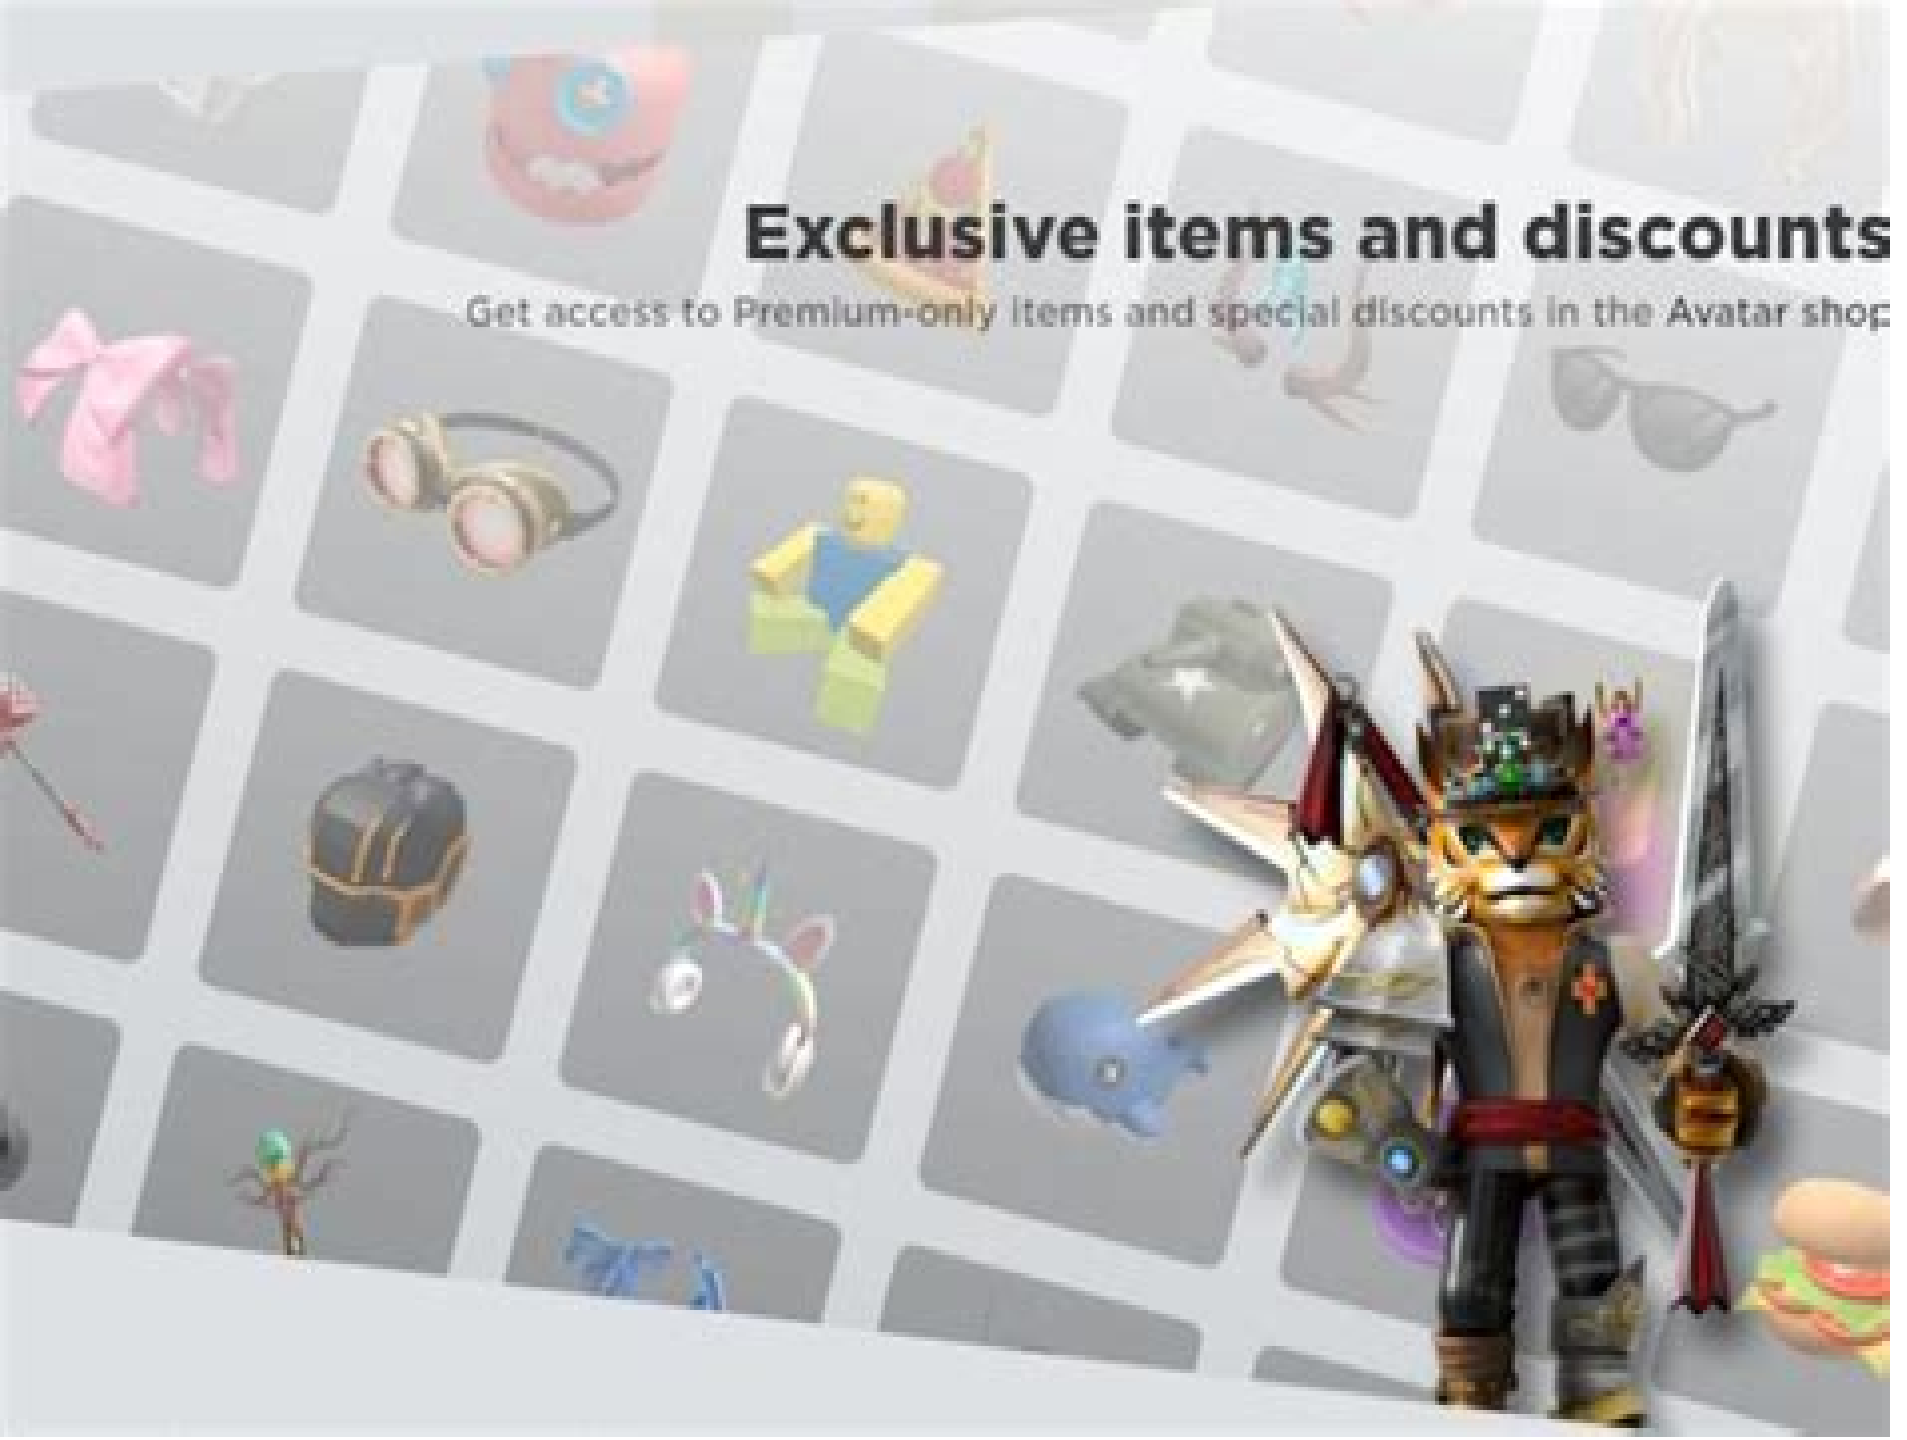 Exclusive items and discounts
Get access to Premium-only items and special discounts in the Avatar shop